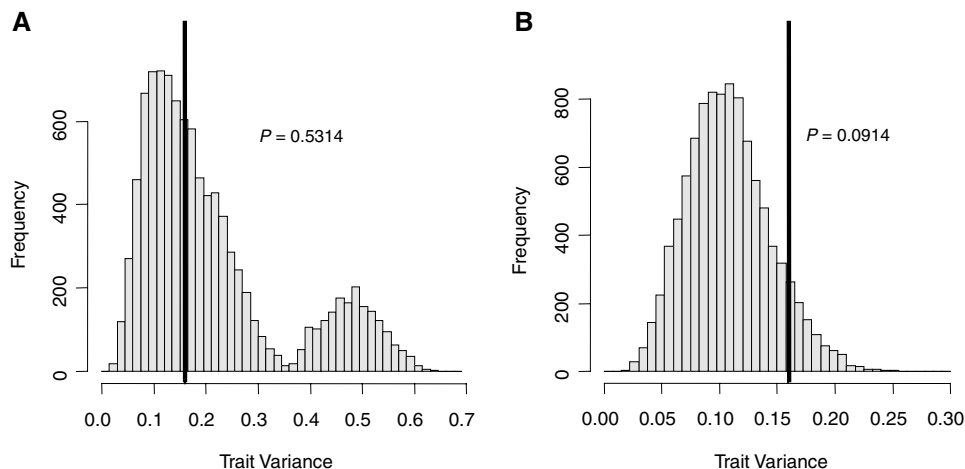 A
Frequency
0 200 400 600
P = 0.5314
0.0 0.1 0.2 0.3 0.4 0.5 0.6 0.7
Trait Variance
B
Frequency
0 200 400 600 800
P = 0.0914
0.00 0.05 0.10 0.15 0.20 0.25 0.30
Trait Variance